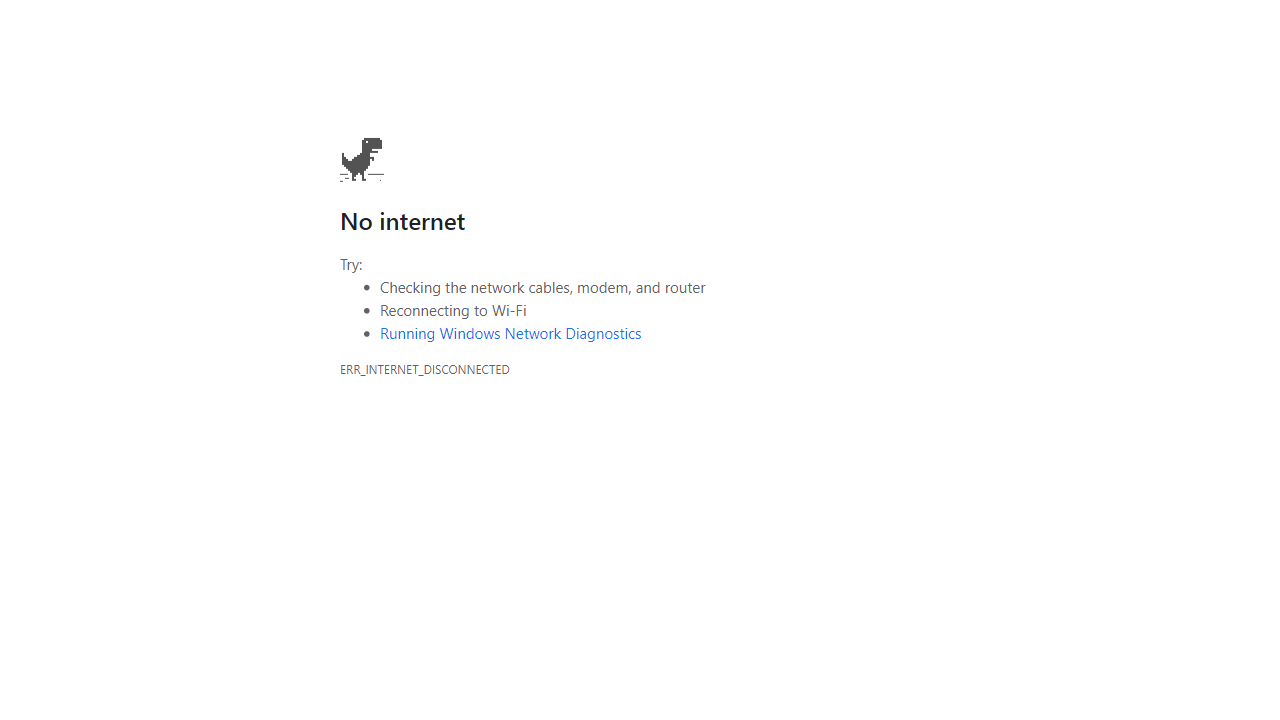 No internet
Try:
Checking the network cables, modem, and router
Reconnecting to Wi-Fi
Running Windows Network Diagnostics
ERR_INTERNET_DISCONNECTED